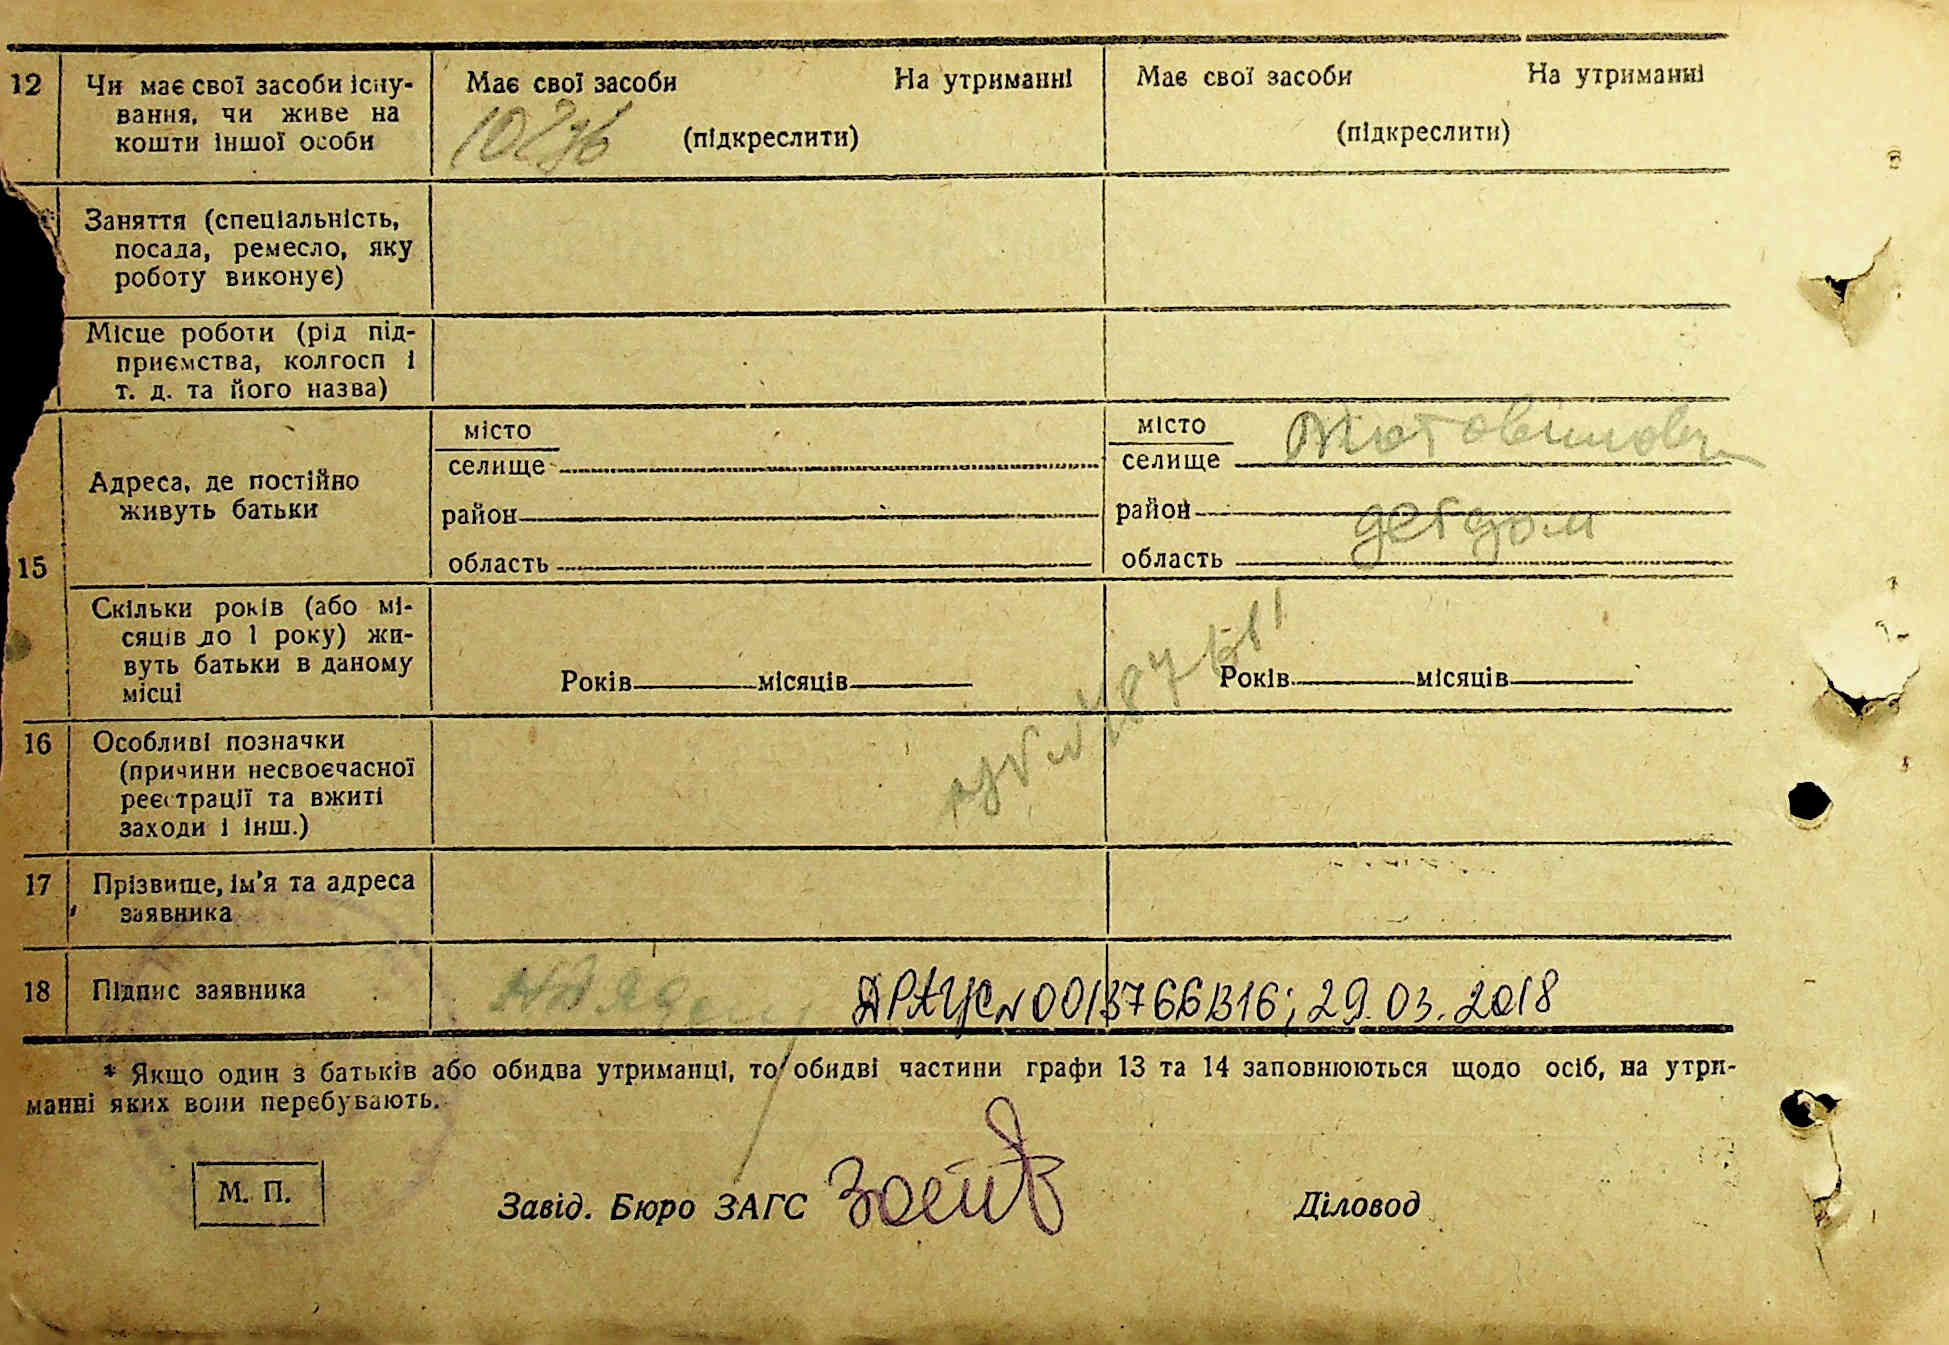 12 Чи має свої засоби існу- Має свої засоби На утриманні Має свої засоби На утриманні
вання, чи живе на (підкреслити) (підкреслити)
кошти іншої особи
Заняття (спеціальність,
посада, ремесло, яку
роботу виконує)
Місце роботи (рід під-
приємства, колгосп і
т. д. та його назва)
місто місто
селище селище
Адреса, де постійно
живуть батьки район район детдом
область область
15
Скільки років (або мі-
сяців до 1 року) жи-
вуть батьки в даному
місці Років місяців Років місяців
16 Особливі позначки
(причини несвоєчасної
реєстрації та вжиті
заходи і інш.)
17 Прізвище, ім'я та адреса
заявника
18 Підпис заявника ДРАЦС № 0013766816; 29.03.2018
* Якщо один з батьків або обидва утриманці, то обидві частини графи 13 та 14 заповнюються щодо осіб, на утри-
манні яких вони перебувають.
М. П. Завід. Бюро ЗАГС Діловод